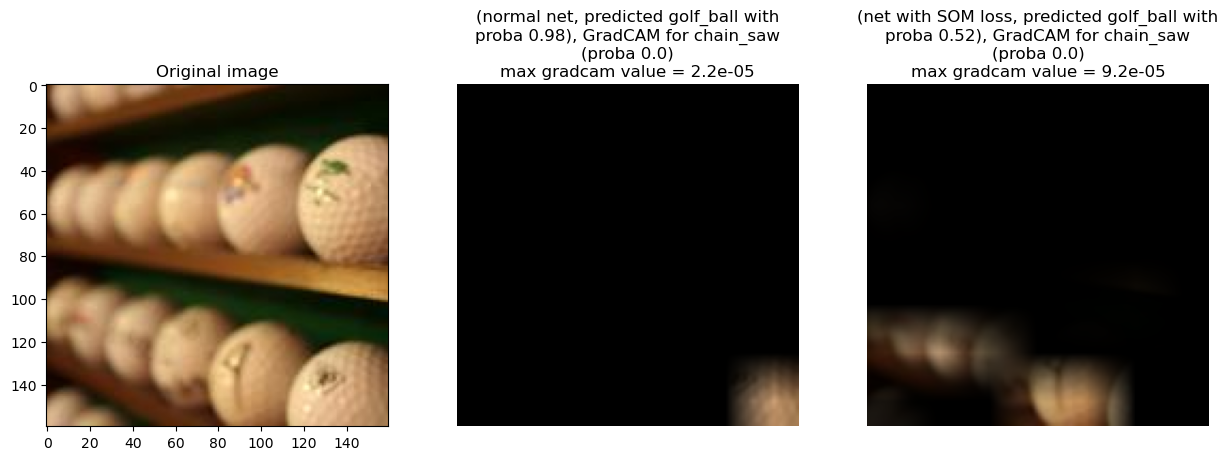 Original image
0
20
40
60
80
100
120
140
0 20 40 60 80 100 120 140
(normal net, predicted golf_ball with
proba 0.98), GradCAM for chain_saw
(proba 0.0)
max gradcam value = 2.2e-05
(net with SOM loss, predicted golf_ball with
proba 0.52), GradCAM for chain_saw
(proba 0.0)
max gradcam value = 9.2e-05